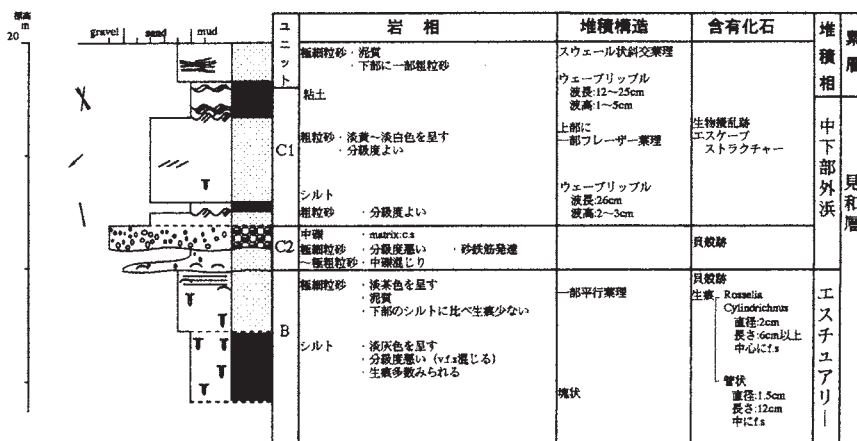 標高
m
20
gravel
sand
mud
ユニット
岩相
堆積構造
含有化石
堆積相
累層
極細粒砂・泥質
・下部に一部粗粒砂
スウェール状斜交葉理
ウェーブリップル
波長:12~25cm
波高:1~5cm
粘土
粗粒砂・淡黄~淡白色を呈す
・分級度よい
上部に
一部フレーザー葉理
生物擾乱跡
エスケープ
ストラクチャー
C1
シルト
粗粒砂・分級度よい
ウェーブリップル
波長:26cm
波高:2~3cm
中下部外浜
見和層
C2
中礫・matrix:c.s
極細粒砂・分級度悪い・砂鉄筋発達
~極粗粒砂・中礫混じり
貝殻跡
B
極細粒砂・淡茶色を呈す
・泥質
・下部のシルトに比べ生痕少ない
一部平行葉理
貝殻跡
生痕 Rosselia
Cylindrichnus
直径:2cm
長さ:6cm以上
中心にf.s
シルト・淡灰色を呈す
・分級度悪い(v.f.s混じる)
・生痕多数みられる
塊状
管状
直径:1.5cm
長さ:12cm
中にf.s
エスチュアリー